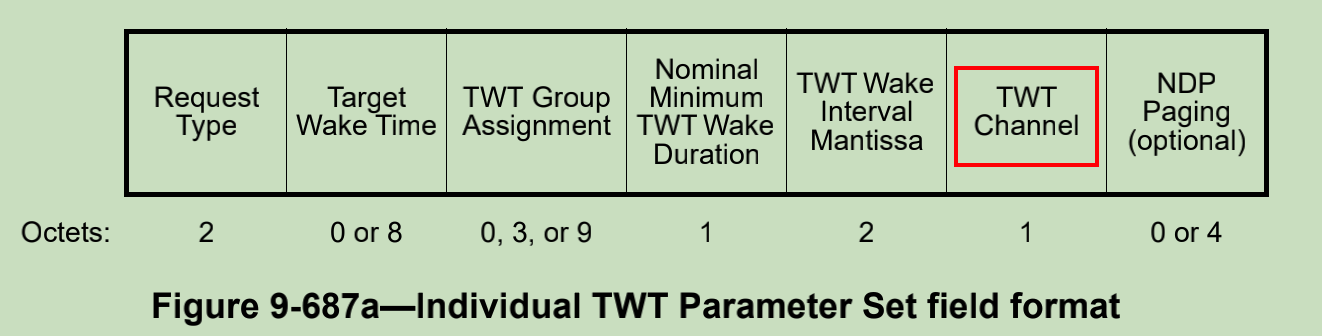 Request
Type
Target
Wake Time
TWT Group
Assignment
Nominal
Minimum
TWT Wake
Duration
TWT Wake
Interval
Mantissa
TWT
Channel
NDP
Paging
(optional)
Octets: 2 0 or 8 0, 3, or 9 1 2 1 0 or 4
Figure 9-687a—Individual TWT Parameter Set field format